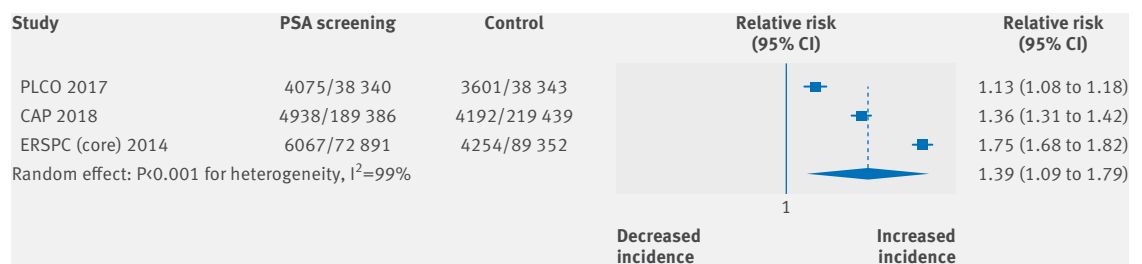 Study PSA screening Control Relative risk (95% CI) Relative risk (95% CI)
PLCO 2017 4075/38 340 3601/38 343 1.13 (1.08 to 1.18)
CAP 2018 4938/189 386 4192/219 439 1.36 (1.31 to 1.42)
ERSPC (core) 2014 6067/72 891 4254/89 352 1.75 (1.68 to 1.82)
Random effect: P<0.001 for heterogeneity, I²=99% 1.39 (1.09 to 1.79)
1
Decreased incidence Increased incidence